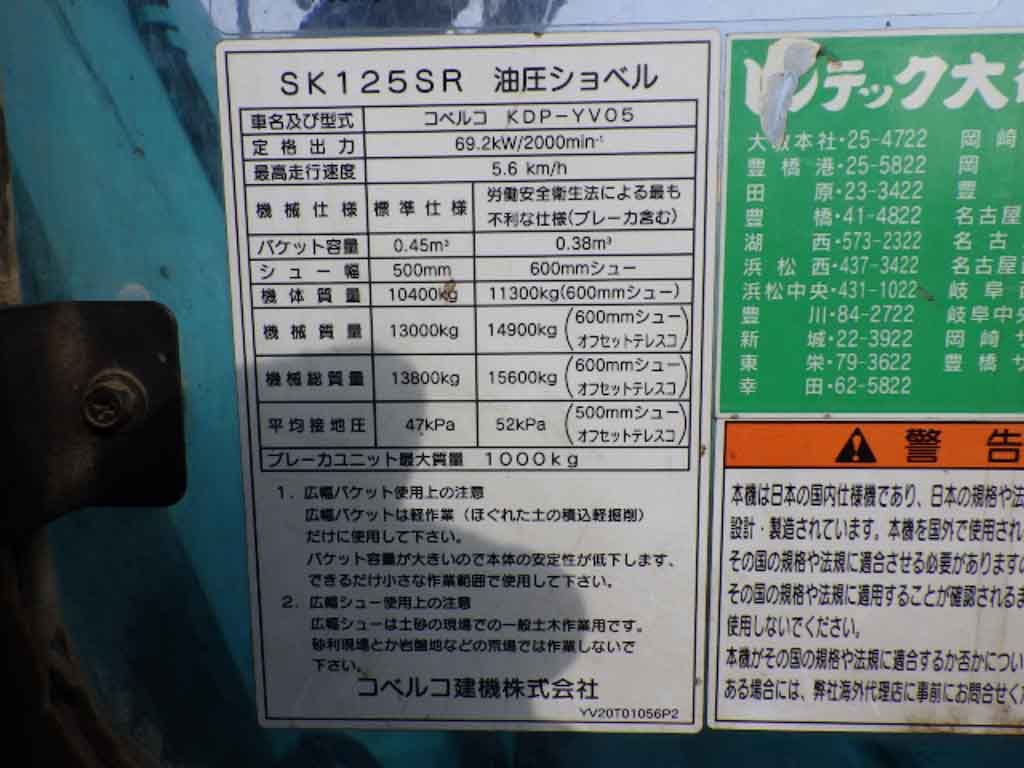 SK125SR 油圧ショベル
車名及び型式 コベルコ KDP-YV05
定格出力 69.2kW/2000min⁻¹
最高走行速度 5.6 km/h
機械仕様 標準仕様 労働安全衛生法による最も
不利な仕様(ブレーカ含む)
バケット容量 0.45m³ 0.38m³
シュー幅 500mm 600mmシュー
機体質量 10400kg 11300kg(600mmシュー)
機械質量 13000kg 14900kg (600mmシュー
オフセットテレスコ)
機械総質量 13800kg 15600kg (600mmシュー
オフセットテレスコ)
平均接地圧 47kPa 52kPa (500mmシュー
オフセットテレスコ)
ブレーカユニット最大質量 1000kg
1. 広幅バケット使用上の注意
広幅バケットは軽作業(ほぐれた土の積込軽掘削)
だけに使用して下さい。
バケット容量が大きいので本体の安定性が低下します、
できるだけ小さな作業範囲で使用して下さい。
2. 広幅シュー使用上の注意
広幅シューは土砂の現場での一般土木作業用です。
砂利現場とか岩盤地などの荒場では作業しないで
下さい。
コベルコ建機株式会社
YV20T01056P2
レンテック大
大阪本社・25-4722 岡崎
豊橋港・25-5822 岡
田原・23-3422 豊
豊橋・41-4822 名古屋
湖西・573-2322 名古
浜松西・437-3422 名古屋
浜松中央・431-1022 岐阜
豊川・84-2722 岐阜中
新城・22-3922 岡崎
東栄・79-3622 豊橋
幸田・62-5822
警告
本機は日本の国内仕様機であり、日本の規格や法
設計・製造されています。本機を国外で使用され
その国の規格や法規に適合させる必要があります
その国の規格や法規に適用することが確認されるま
使用しないでください。
本機がその国の規格や法規に適合するか否かについ
ある場合には、弊社海外代理店に事前にお問合せく